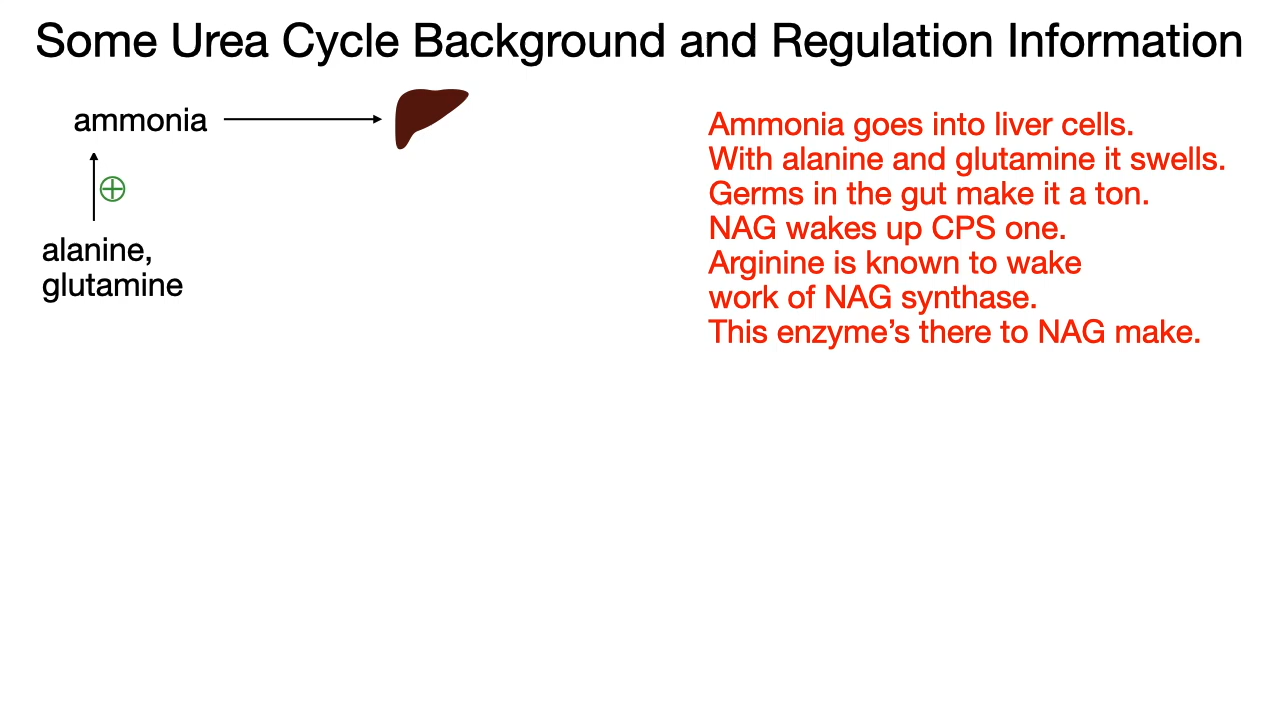 Some Urea Cycle Background and Regulation Information
ammonia
alanine,
glutamine
Ammonia goes into liver cells.
With alanine and glutamine it swells.
Germs in the gut make it a ton.
NAG wakes up CPS one.
Arginine is known to wake
work of NAG synthase.
This enzyme’s there to NAG make.